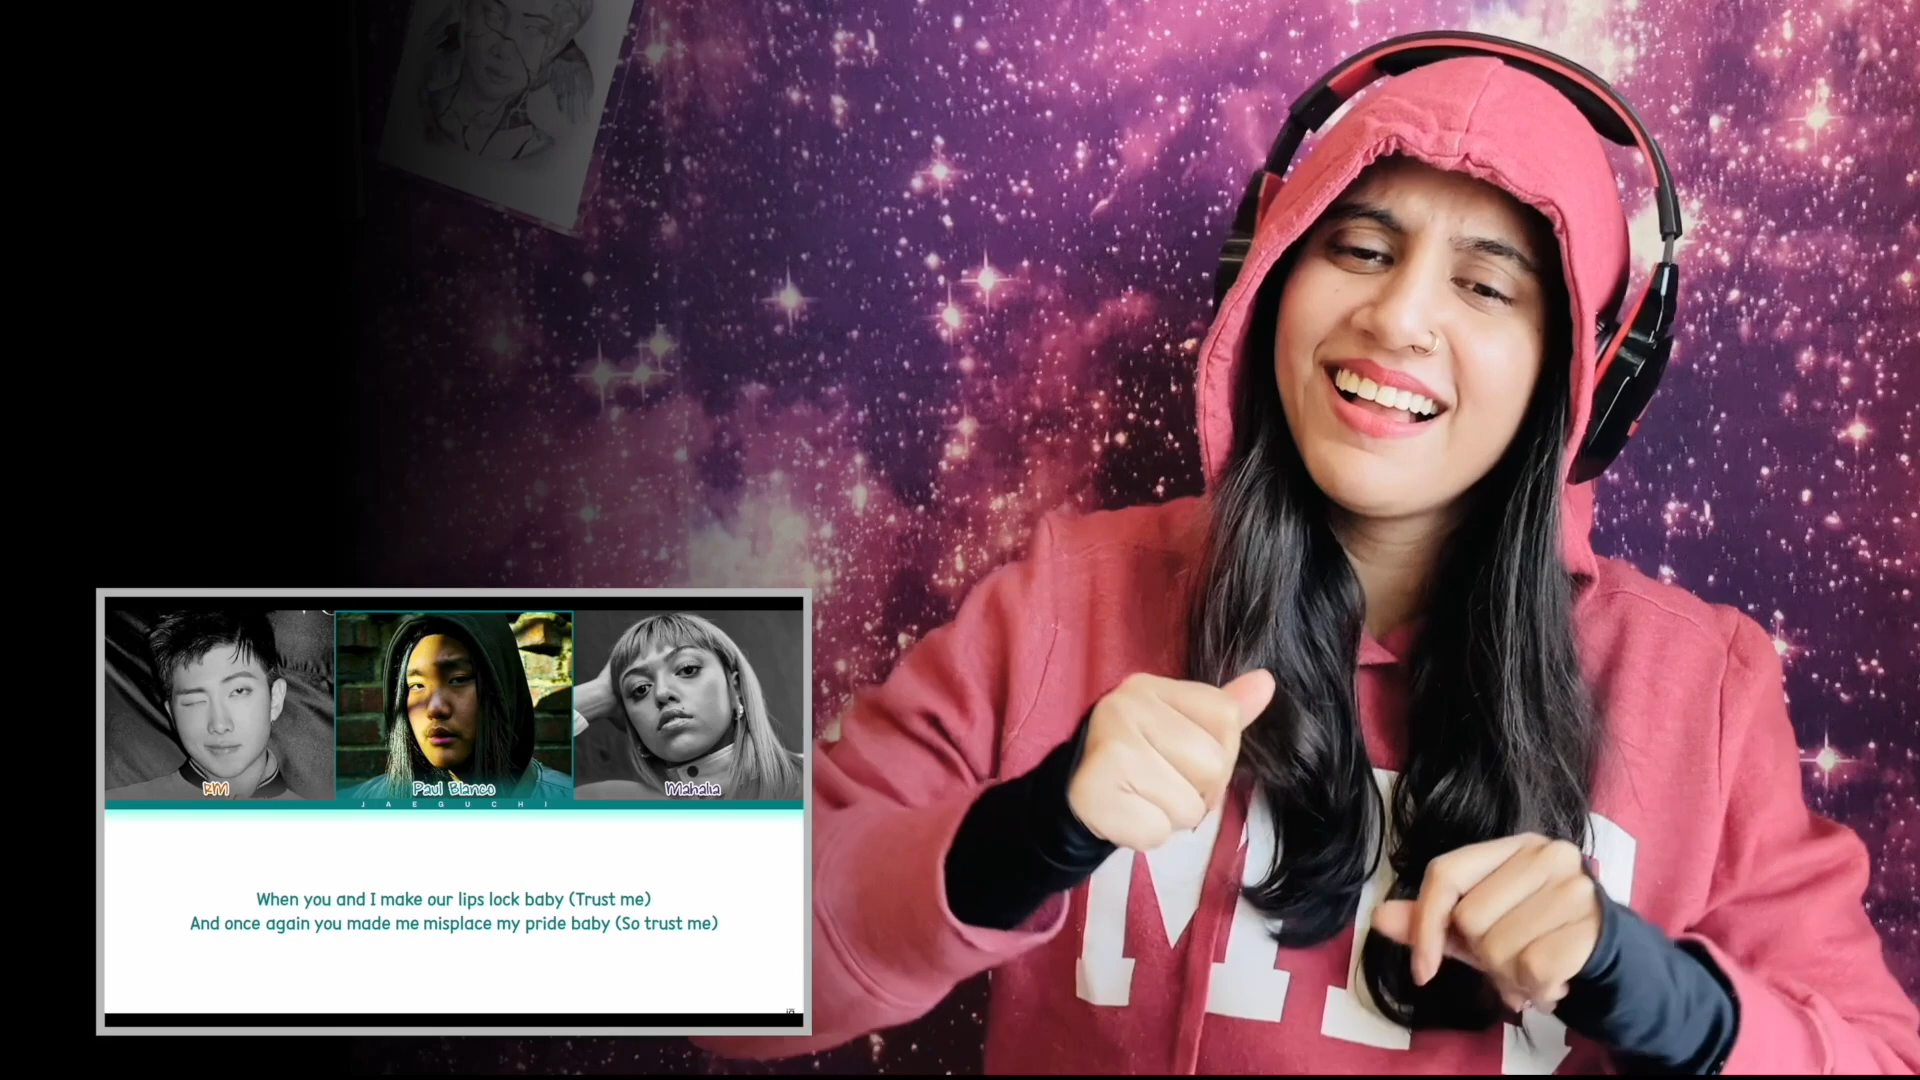 RM
Paul Blanco
Mahalia
JAEGUCHI
When you and I make our lips lock baby (Trust me)
And once again you made me misplace my pride baby (So trust me)